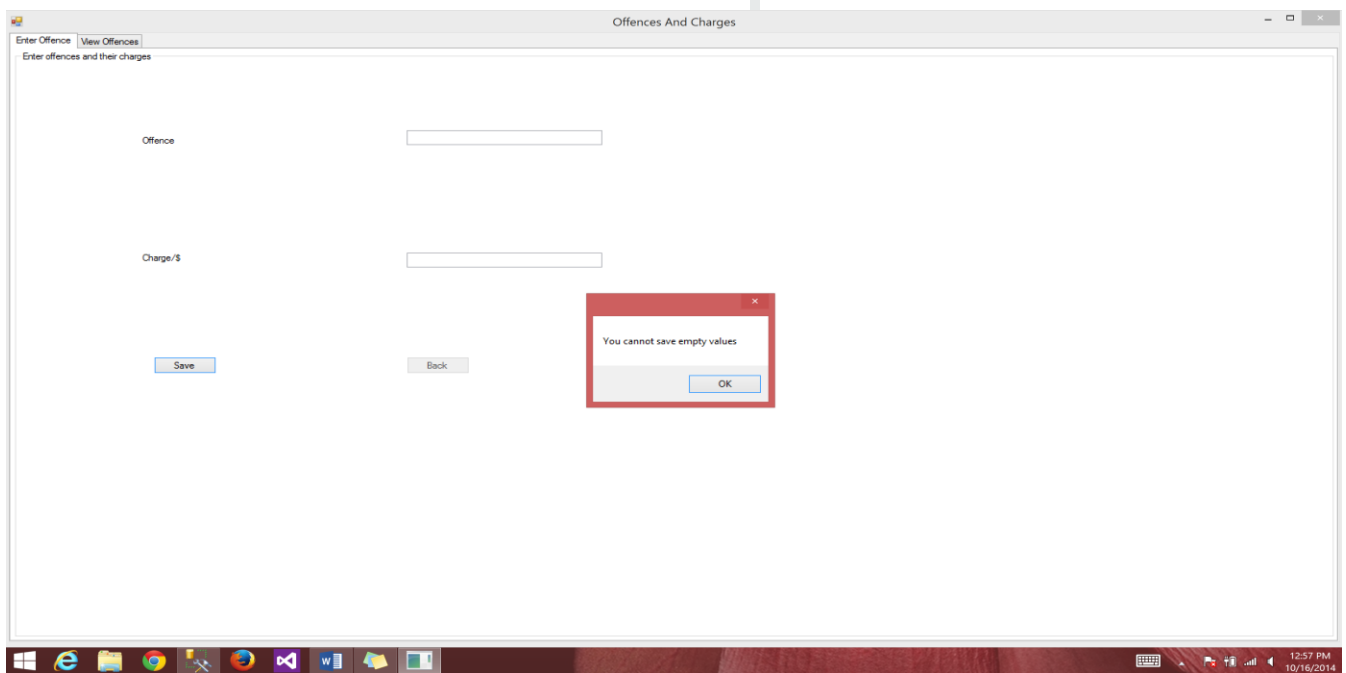 Offences And Charges
Enter Offence View Offences
Enter offences and their charges
Offence
Charge/$
You cannot save empty values
Save Back
OK
12:57 PM
10/16/2014